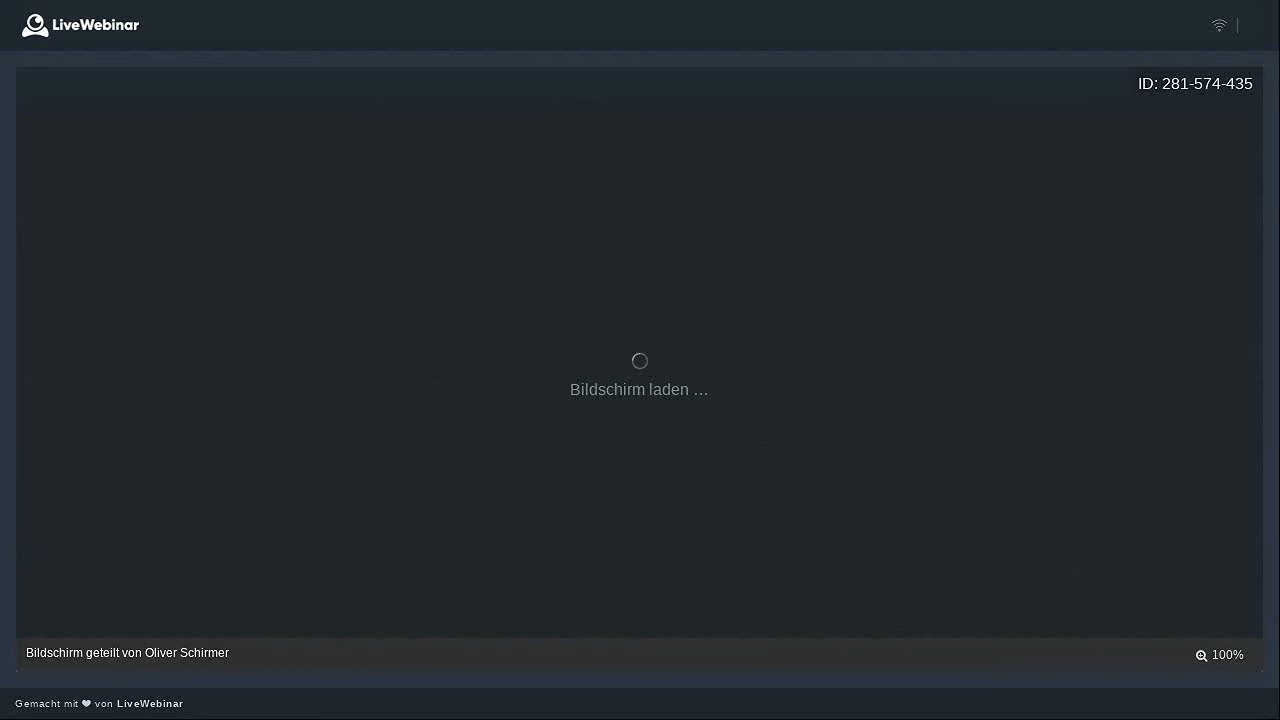 LiveWebinar
ID: 281-574-435
Bildschirm laden ...
Bildschirm geteilt von Oliver Schirmer
100%
Gemacht mit ❤ von LiveWebinar